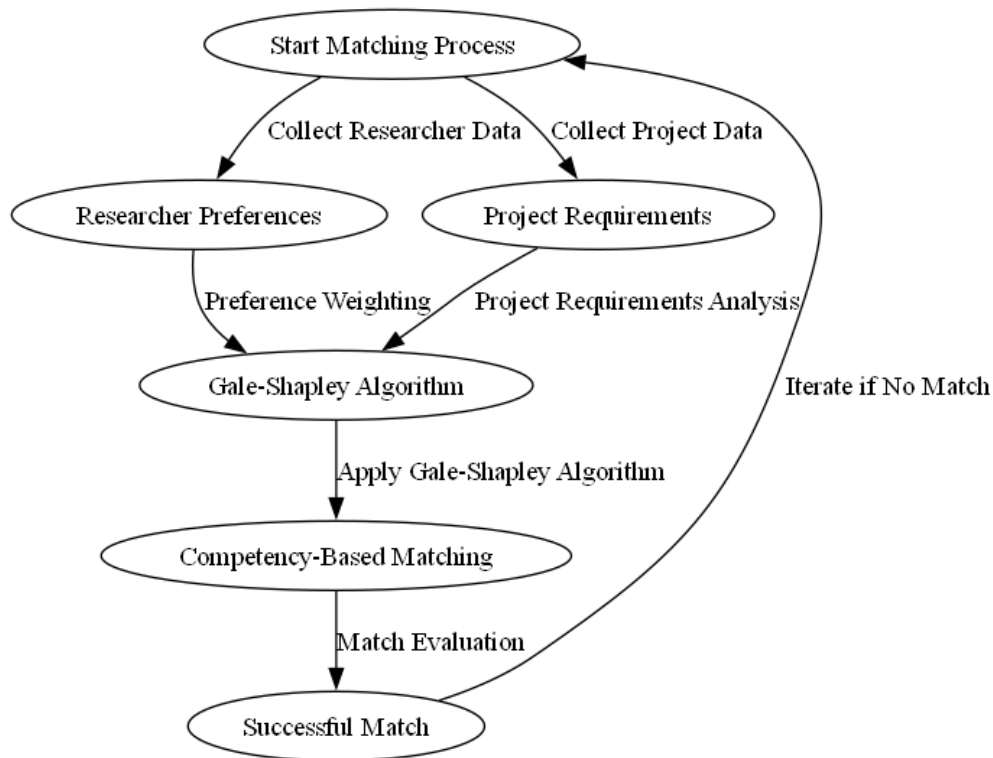 Start Matching Process
Collect Researcher Data
Collect Project Data
Researcher Preferences
Project Requirements
Preference Weighting
Project Requirements Analysis
Gale-Shapley Algorithm
Iterate if No Match
Apply Gale-Shapley Algorithm
Competency-Based Matching
Match Evaluation
Successful Match